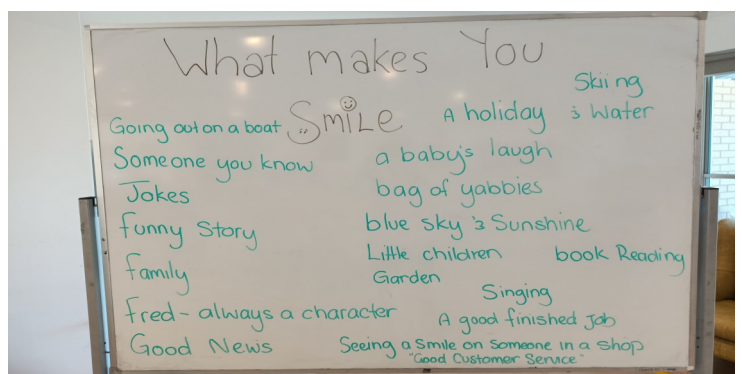 What makes You
Smile
Going out on a boat
Someone you know
Jokes
funny Story
family
fred - always a character
Good News
Skiing
A holiday & Water
a baby's laugh
bag of yabbies
blue sky & Sunshine
Little children
book Reading
Garden
Singing
A good finished Job
Seeing a Smile on Someone in a Shop
"Good Customer Service"